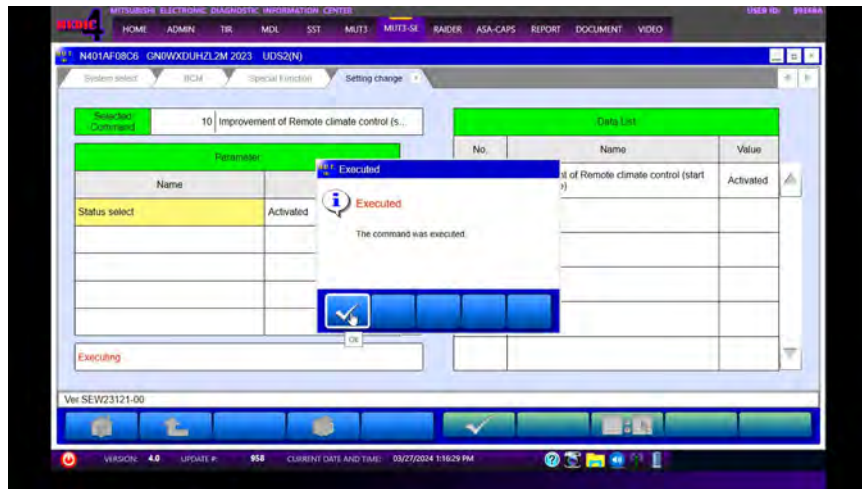 MITSUBISHI ELECTRONIC DIAGNOSTIC INFORMATION CENTER
USER ID: 99149A
MEDIC
HOME ADMIN TIR MDL SST MUT3 MUT3-SE RAIDER ASA-CAPS REPORT DOCUMENT VIDEO
N401AF08C6 GN0WXDUHZL2M 2023 UDS2(N)
System select BCM Special Function Setting change
Selected Command 10 Improvement of Remote climate control (s...
Parameter
Name
Status select Activated
Executing
Data List
No. Name Value
of Remote climate control (start
Activated
Executed
Executed
The command was executed.
OK
Ver.SEW23121-00
VERSION: 4.0 UPDATE #: 958 CURRENT DATE AND TIME: 03/27/2024 1:16:29 PM